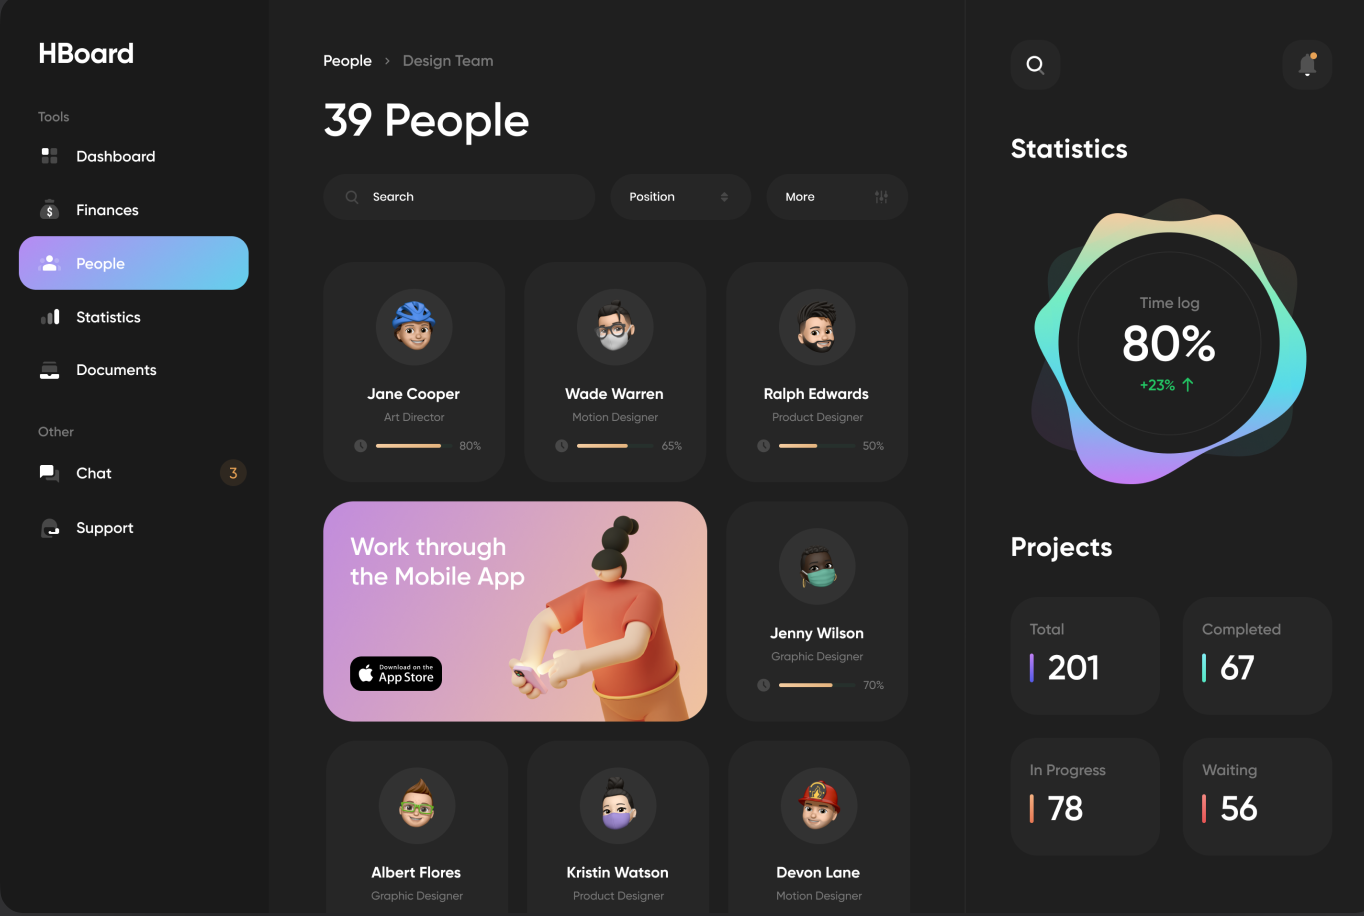 HBoard
Tools
Dashboard
Finances
People
Statistics
Documents
Other
Chat 3
Support
People › Design Team
39 People
Search
Position
More
Jane Cooper
Art Director
80%
Wade Warren
Motion Designer
65%
Ralph Edwards
Product Designer
50%
Work through
the Mobile App
Download on the
App Store
Jenny Wilson
Graphic Designer
70%
Albert Flores
Graphic Designer
Kristin Watson
Product Designer
Devon Lane
Motion Designer
Statistics
Time log
80%
+23% ↑
Projects
Total
201
Completed
67
In Progress
78
Waiting
56